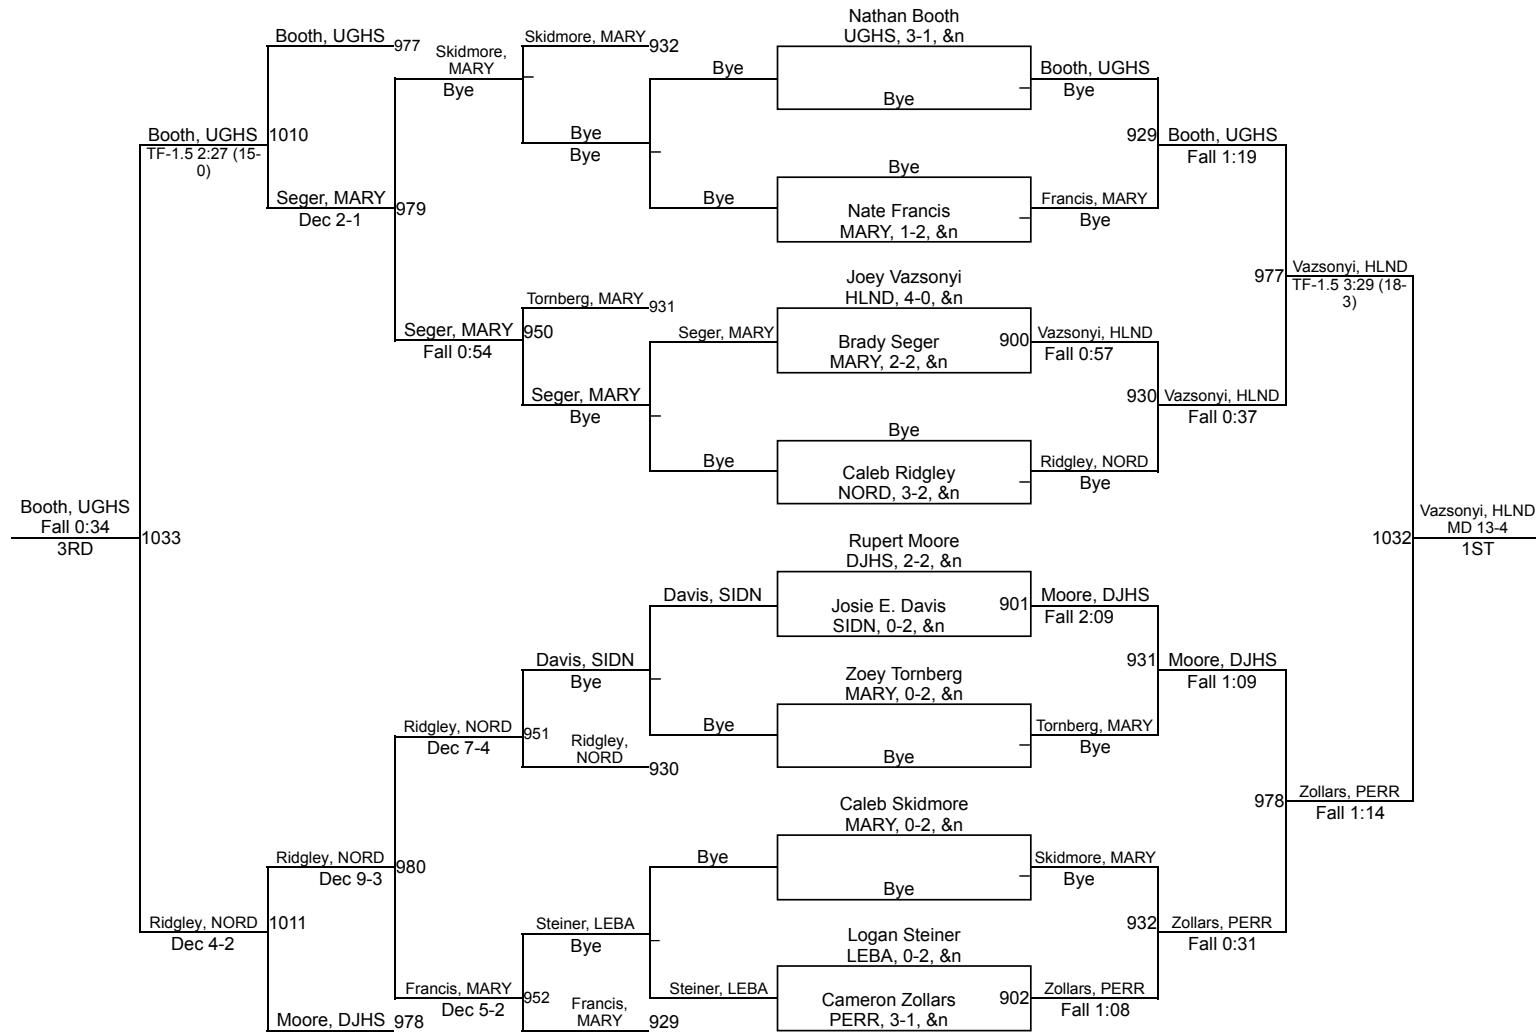 Nathan Booth
UGHS, 3-1, &n
Booth, UGHS
977
Skidmore,
MARY
Bye
Skidmore, MARY
932
Bye
Bye
Booth, UGHS
Bye
Booth, UGHS
1010
TF-1.5 2:27 (15-
0)
Bye
Bye
929
Booth, UGHS
Fall 1:19
Bye
Seger, MARY
979
Dec 2-1
Bye
Nate Francis
MARY, 1-2, &n
Francis, MARY
Bye
977
Vazsonyi, HLND
TF-1.5 3:29 (18-
3)
Joey Vazsonyi
HLND, 4-0, &n
Tornberg, MARY
931
Seger, MARY
950
Fall 0:54
Seger, MARY
Brady Seger
MARY, 2-2, &n
900
Vazsonyi, HLND
Fall 0:57
Seger, MARY
Bye
930
Vazsonyi, HLND
Fall 0:37
Bye
Bye
Caleb Ridgley
NORD, 3-2, &n
Ridgley, NORD
Bye
Booth, UGHS
Fall 0:34
3RD
1033
1032
Vazsonyi, HLND
MD 13-4
1ST
Rupert Moore
DJHS, 2-2, &n
Davis, SIDN
Josie E. Davis
SIDN, 0-2, &n
901
Moore, DJHS
Fall 2:09
Davis, SIDN
Bye
931
Moore, DJHS
Fall 1:09
Zoey Tornberg
MARY, 0-2, &n
Ridgley, NORD
951
Dec 7-4
Ridgley,
NORD
930
Bye
Bye
Tornberg, MARY
Bye
978
Zollars, PERR
Fall 1:14
Caleb Skidmore
MARY, 0-2, &n
Ridgley, NORD
980
Dec 9-3
Bye
Bye
Skidmore, MARY
Bye
Ridgley, NORD
1011
Dec 4-2
Steiner, LEBA
Bye
932
Zollars, PERR
Fall 0:31
Logan Steiner
LEBA, 0-2, &n
Francis, MARY
952
Dec 5-2
Steiner, LEBA
Cameron Zollars
PERR, 3-1, &n
902
Zollars, PERR
Fall 1:08
Moore, DJHS
978
Francis,
MARY
929